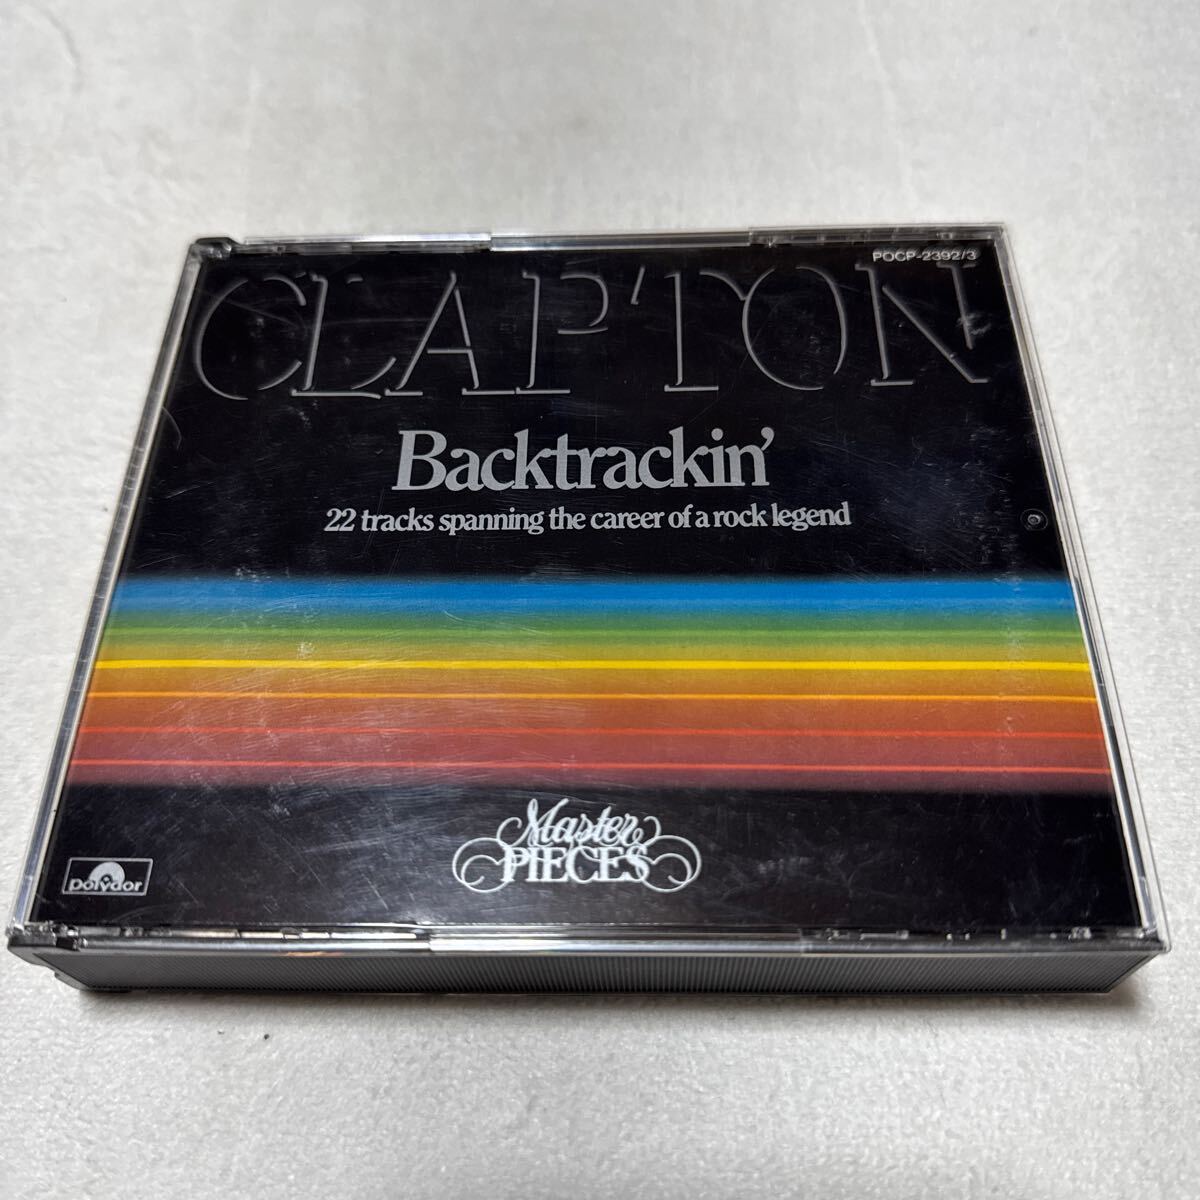 POCP-2392/3
CLAPTON
Backtrackin'
22 tracks spanning the career of a rock legend
Master
PIECES
polydor